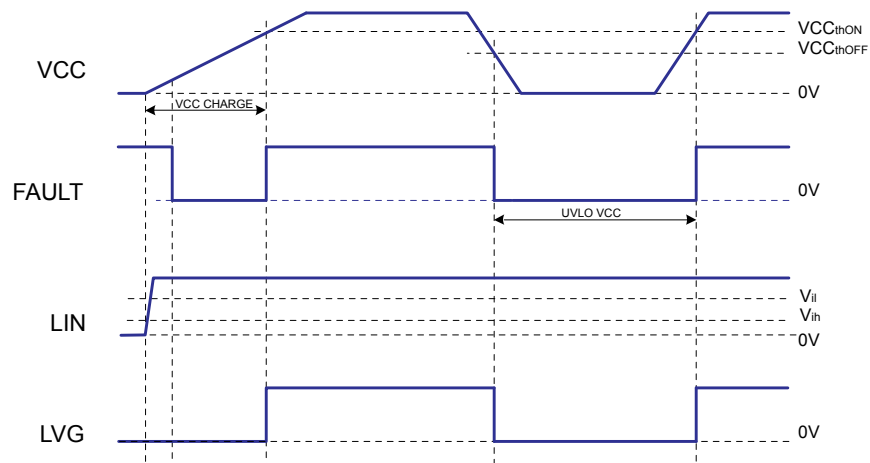 VCCthON
VCCthOFF
VCC
0V
VCC CHARGE
FAULT
0V
UVLO VCC
Vil
Vih
LIN
0V
LVG
0V